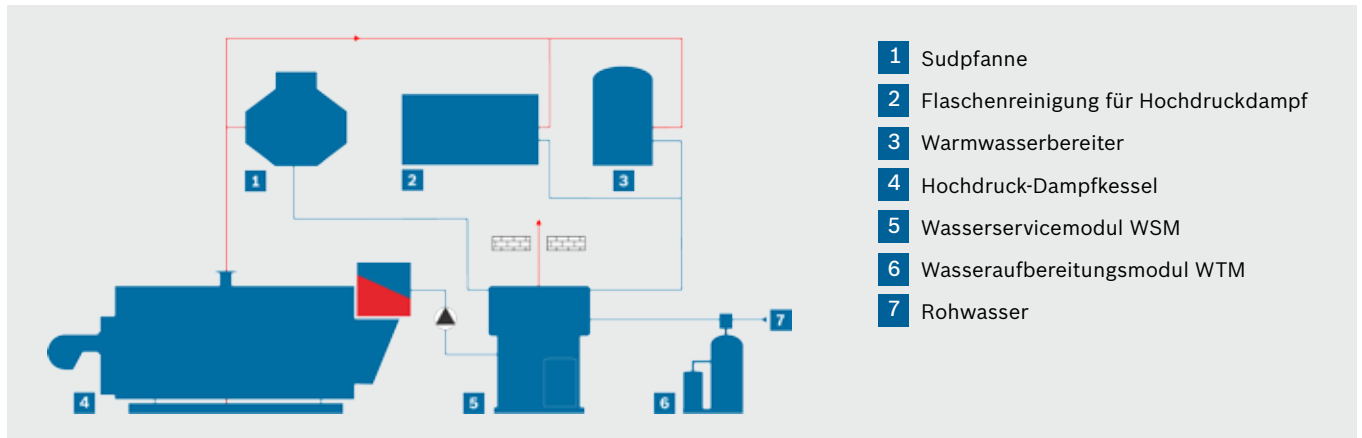 1 Sudpfanne
2 Flaschenreinigung für Hochdruckdampf
3 Warmwasserbereiter
4 Hochdruck-Dampfkessel
5 Wasserservicemodul WSM
6 Wasseraufbereitungsmodul WTM
7 Rohwasser
1
2
3
7
4
5
6